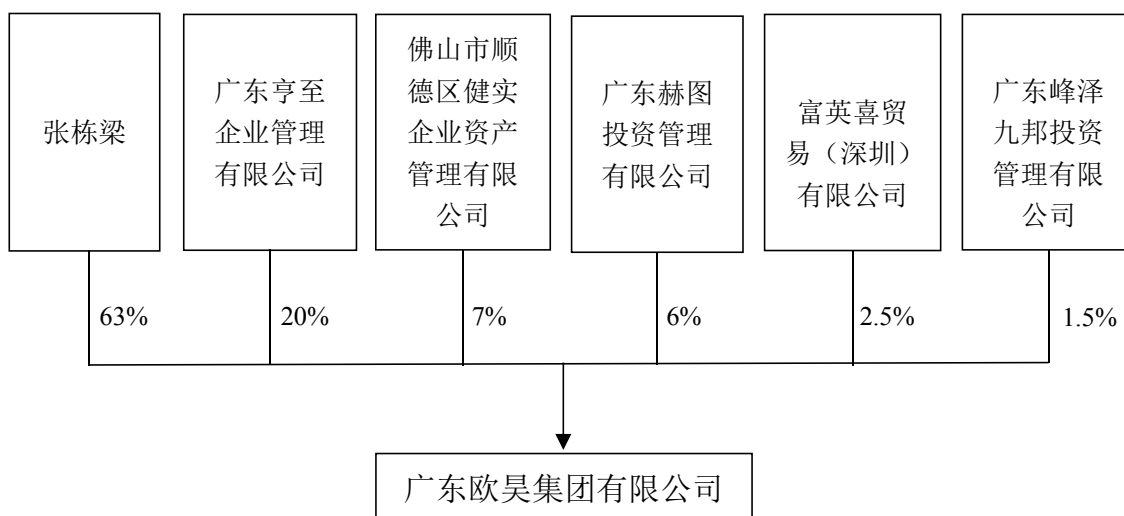 张栋梁
广东亨至
企业管理
有限公司
佛山市顺
德区健实
企业资产
管理有限
公司
广东赫图
投资管理
有限公司
富英喜贸
易（深圳）
有限公司
广东峰泽
九邦投资
管理有限
公司
63%
20%
7%
6%
2.5%
1.5%
广东欧昊集团有限公司